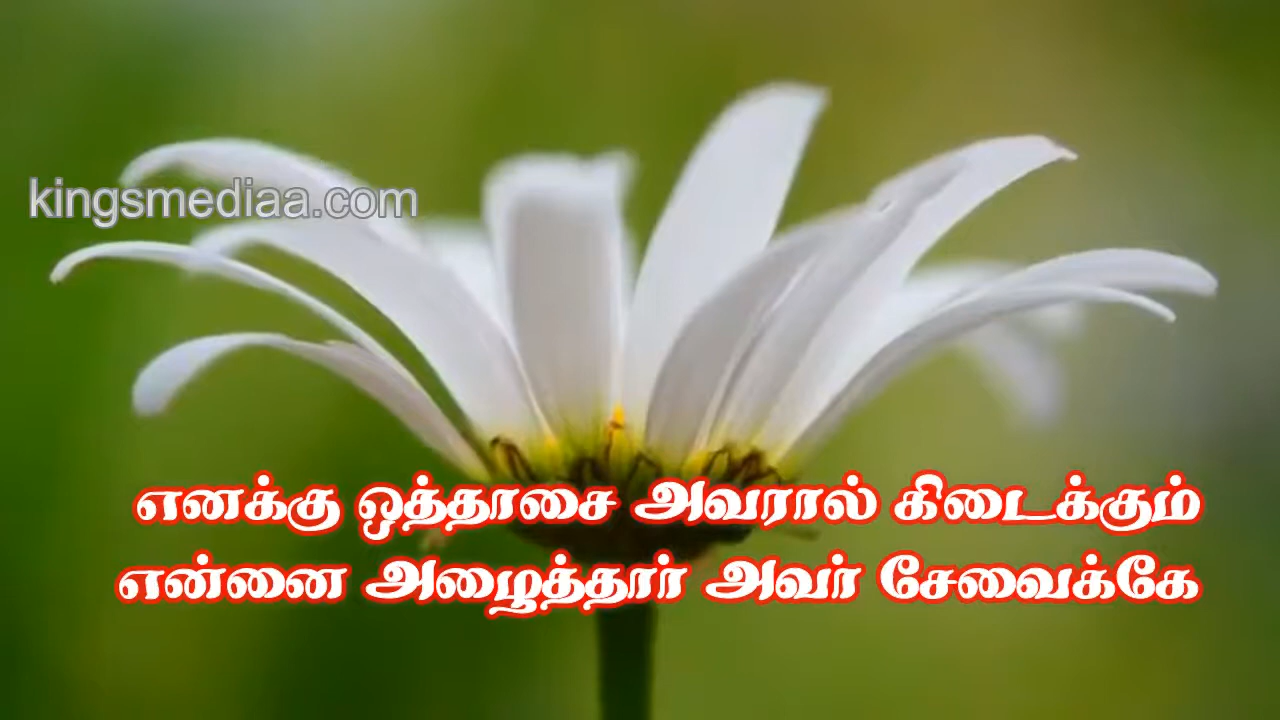 kingsmediaa.com
எனக்கு ஒத்தாசை அவரால் கிடைக்கும்
என்னை அழைத்தார் அவர் சேவைக்கே